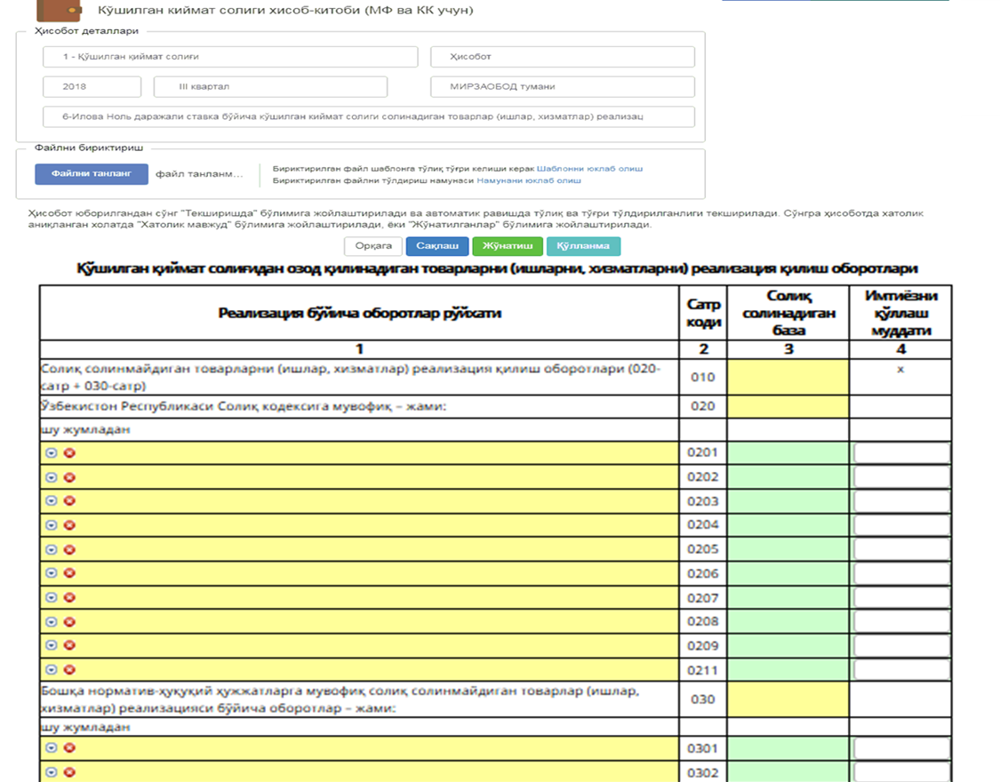 Кўшилган киймат солиги хисоб-китоби (МФ ва КК учун)
Ҳисобот деталлари
1 - Қўшилган қиймат солиғи
Ҳисобот
2018
III квартал
МИРЗАОБОД тумани
6-Илова Ноль даражали ставка бўйича кўшилган киймат солиги солинадиган товарлар (ишлар, хизматлар) реализац
Файлни бириктириш
Файлни танланг
файл танланм...
Бириктирилган файл шаблонга тўлиқ тўғри келиши керак Шаблонни юклаб олиш
Бириктирилган файлни тўлдириш намунаси Намунани юклаб олиш
Ҳисобот юборилгандан сўнг "Текширишда" бўлимига жойлаштирилади ва автоматик равишда тўлиқ ва тўғри тўлдирилганлиги текширилади. Сўнгра ҳисоботда хатолик
аниқланган холатда "Хатолик мавжуд" бўлимига жойлаштирилади, ёки "Жўнатилганлар" бўлимига жойлаштирилади.
Орқага
Сақлаш
Жўнатиш
Қўлланма
Қўшилган қиймат солиғидан озод қилинадиган товарларни (ишларни, хизматларни) реализация қилиш оборотлари
Реализация бўйича оборотлар рўйхати
Сатр
коди
Солиқ
солинадиган
база
Имтиёзни
қўллаш
муддати
1
2
3
4
Солиқ солинмайдиган товарларни (ишлар, хизматлар) реализация қилиш оборотлари (020-
сатр + 030-сатр)
010
x
Ўзбекистон Республикаси Солиқ кодексига мувофиқ – жами:
020
шу жумладан
0201
0202
0203
0204
0205
0206
0207
0208
0209
0211
Бошқа норматив-ҳуқуқий ҳужжатларга мувофиқ солиқ солинмайдиган товарлар (ишлар,
хизматлар) реализацияси бўйича оборотлар – жами:
030
шу жумладан
0301
0302